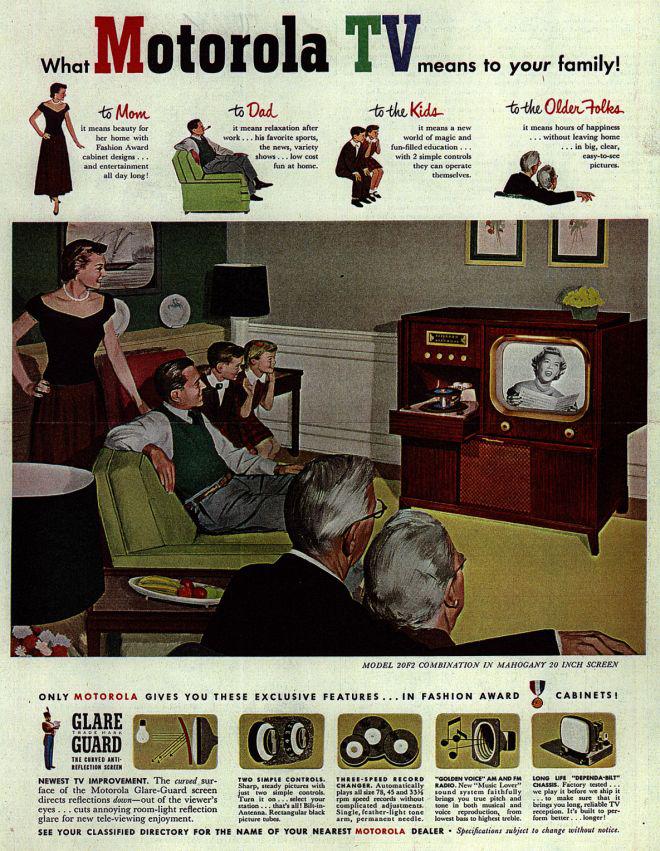 What Motorola TV means to your family!
to Mom
it means beauty for
her home with
Fashion Award
cabinet designs . . .
and entertainment
all day long!
to Dad
it means relaxation after
work . . . his favorite sports,
the news, variety
shows . . . low cost
fun at home.
to the Kids
it means a new
world of magic and
fun-filled education . . .
with 2 simple controls
they can operate
themselves.
to the Older Folks
it means hours of happiness
. . . without leaving home
. . . in big, clear,
easy-to-see
pictures.
MODEL 20F2 COMBINATION IN MAHOGANY 20 INCH SCREEN
ONLY MOTOROLA GIVES YOU THESE EXCLUSIVE FEATURES . . . IN FASHION AWARD CABINETS!
GLARE
TRADE MARK
GUARD
THE CURVED ANTI-
REFLECTION SCREEN
NEWEST TV IMPROVEMENT. The curved sur-
face of the Motorola Glare-Guard screen
directs reflections down—out of the viewer's
eyes . . . cuts annoying room-light reflection
glare for new tele-viewing enjoyment.
TWO SIMPLE CONTROLS.
Sharp, steady pictures with
just two simple controls.
Turn it on . . . select your
station . . . that's all! Bilt-in-
Antenna. Rectangular black
picture tubes.
THREE-SPEED RECORD
CHANGER. Automatically
plays all size 78, 45 and 33⅓
rpm speed records without
complicated adjustments.
Single, feather-light tone
arm, permanent needle.
"GOLDEN VOICE" AM AND FM
RADIO. New "Music Lover"
sound system faithfully
brings you true pitch and
tone in both musical and
voice reproduction, from
lowest bass to highest treble.
LONG LIFE "DEPENDA-BILT"
CHASSIS. Factory tested . . .
we play it before we ship it
. . . to make sure that it
brings you long, reliable TV
reception. It's built to per-
form better . . . longer!
SEE YOUR CLASSIFIED DIRECTORY FOR THE NAME OF YOUR NEAREST MOTOROLA DEALER • Specifications subject to change without notice.